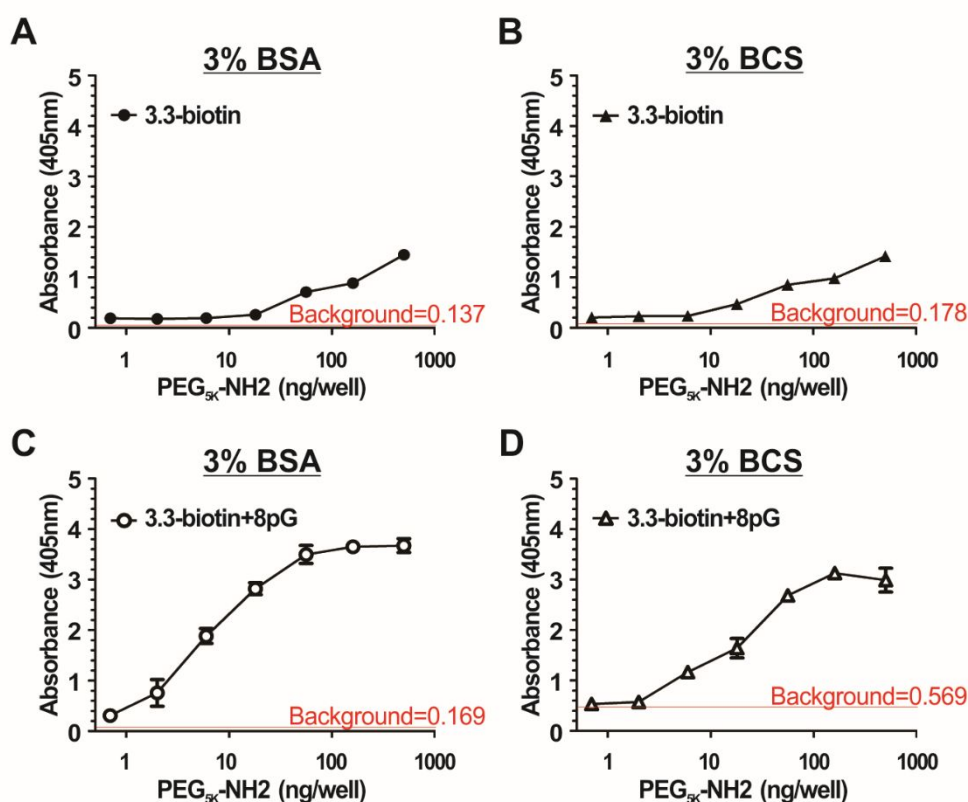 A
3% BSA
5
4
3
2
1
0
Absorbance (405nm)
3.3-biotin
Background=0.137
1 10 100 1000
PEG5K-NH2 (ng/well)
B
3% BCS
5
4
3
2
1
0
Absorbance (405nm)
3.3-biotin
Background=0.178
1 10 100 1000
PEG5K-NH2 (ng/well)
C
3% BSA
5
4
3
2
1
0
Absorbance (405nm)
3.3-biotin+8pG
Background=0.169
1 10 100 1000
PEG5K-NH2 (ng/well)
D
3% BCS
5
4
3
2
1
0
Absorbance (405nm)
3.3-biotin+8pG
Background=0.569
1 10 100 1000
PEG5K-NH2 (ng/well)